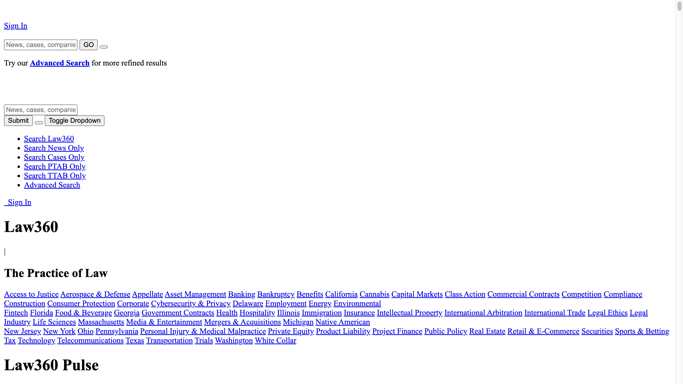 Sign In
News, cases, companie
GO
Try our Advanced Search for more refined results
News, cases, companie
Submit
Toggle Dropdown
Search Law360
Search News Only
Search Cases Only
Search PTAB Only
Search TTAB Only
Advanced Search
Sign In
Law360
|
The Practice of Law
Access to Justice Aerospace & Defense Appellate Asset Management Banking Bankruptcy Benefits California Cannabis Capital Markets Class Action Commercial Contracts Competition Compliance
Construction Consumer Protection Corporate Cybersecurity & Privacy Delaware Employment Energy Environmental
Fintech Florida Food & Beverage Georgia Government Contracts Health Hospitality Illinois Immigration Insurance Intellectual Property International Arbitration International Trade Legal Ethics Legal
Industry Life Sciences Massachusetts Media & Entertainment Mergers & Acquisitions Michigan Native American
New Jersey New York Ohio Pennsylvania Personal Injury & Medical Malpractice Private Equity Product Liability Project Finance Public Policy Real Estate Retail & E-Commerce Securities Sports & Betting
Tax Technology Telecommunications Texas Transportation Trials Washington White Collar
Law360 Pulse